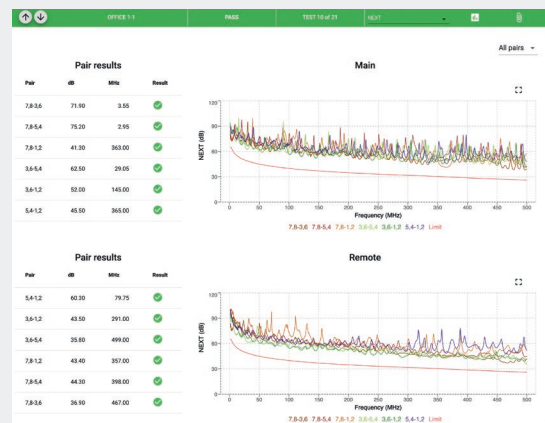 OFFICE 1-1 PASS TEST 10 of 21 NEXT
All pairs
Pair results
Pair dB MHz Result
7,8-3,6 71.90 3.55
7,8-5,4 75.20 2.95
7,8-1,2 41.30 363.00
3,6-5,4 62.50 29.05
3,6-1,2 52.00 145.00
5,4-1,2 45.50 365.00
Main
NEXT (dB)
120
90
60
30
0
0 50 100 150 200 250 300 350 400 450 500
Frequency (MHz)
7,8-3,6 7,8-5,4 7,8-1,2 3,6-5,4 3,6-1,2 5,4-1,2 Limit
Pair results
Pair dB MHz Result
5,4-1,2 60.30 79.75
3,6-1,2 43.50 291.00
3,6-5,4 35.80 499.00
7,8-1,2 43.40 357.00
7,8-5,4 44.30 398.00
7,8-3,6 36.90 467.00
Remote
NEXT (dB)
120
90
60
30
0
0 50 100 150 200 250 300 350 400 450 500
Frequency (MHz)
7,8-3,6 7,8-5,4 7,8-1,2 3,6-5,4 3,6-1,2 5,4-1,2 Limit